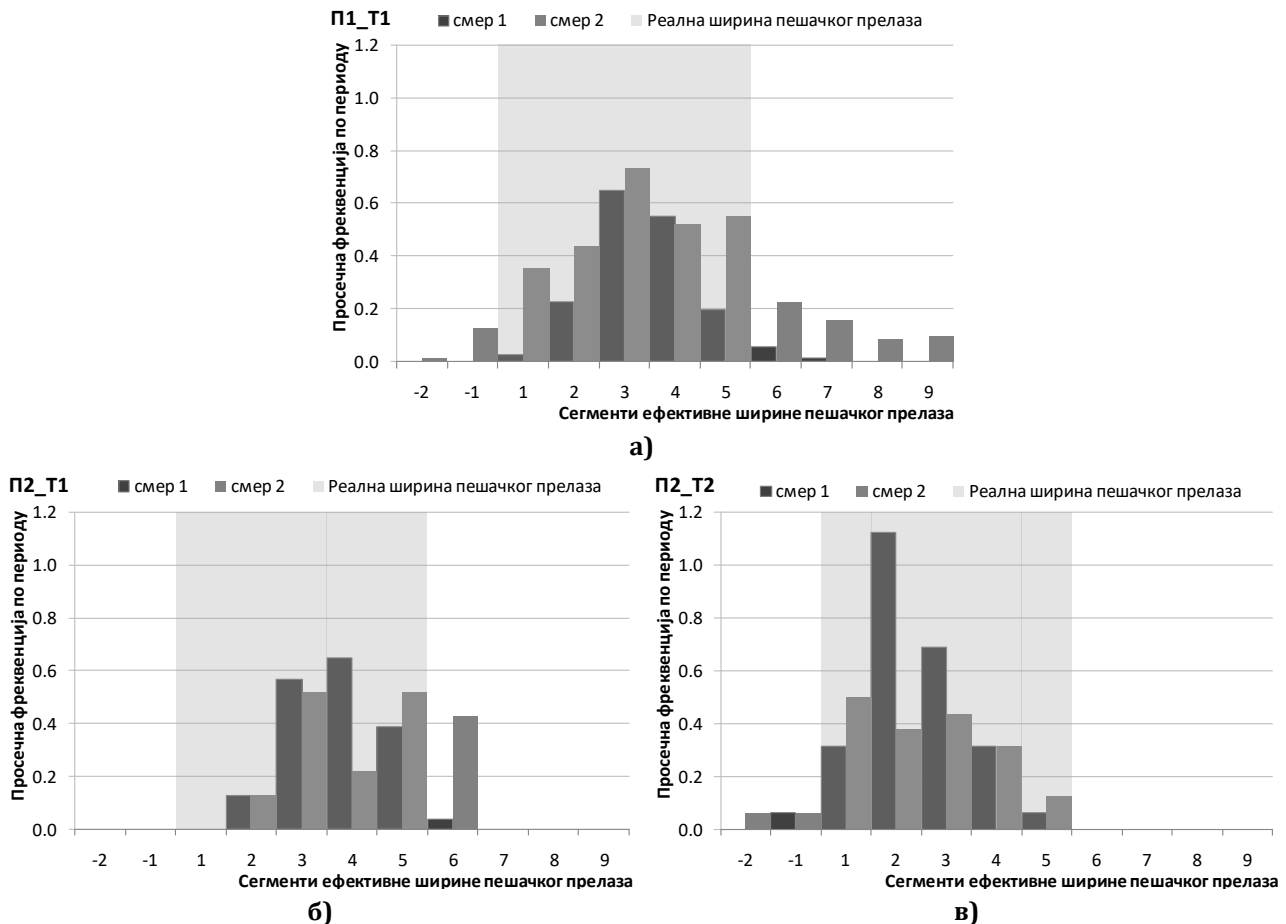 П1_Т1
смер 1 смер 2 Реална ширина пешачког прелаза
Просечна фреквенција по периоду
1.2
1.0
0.8
0.6
0.4
0.2
0.0
-2 -1 1 2 3 4 5 6 7 8 9
Сегменти ефективне ширине пешачког прелаза
а)
П2_Т1
смер 1 смер 2 Реална ширина пешачког прелаза
Просечна фреквенција по периоду
1.2
1.0
0.8
0.6
0.4
0.2
0.0
-2 -1 1 2 3 4 5 6 7 8 9
Сегменти ефективне ширине пешачког прелаза
б)
П2_Т2
смер 1 смер 2 Реална ширина пешачког прелаза
Просечна фреквенција по периоду
1.2
1.0
0.8
0.6
0.4
0.2
0.0
-2 -1 1 2 3 4 5 6 7 8 9
Сегменти ефективне ширине пешачког прелаза
в)